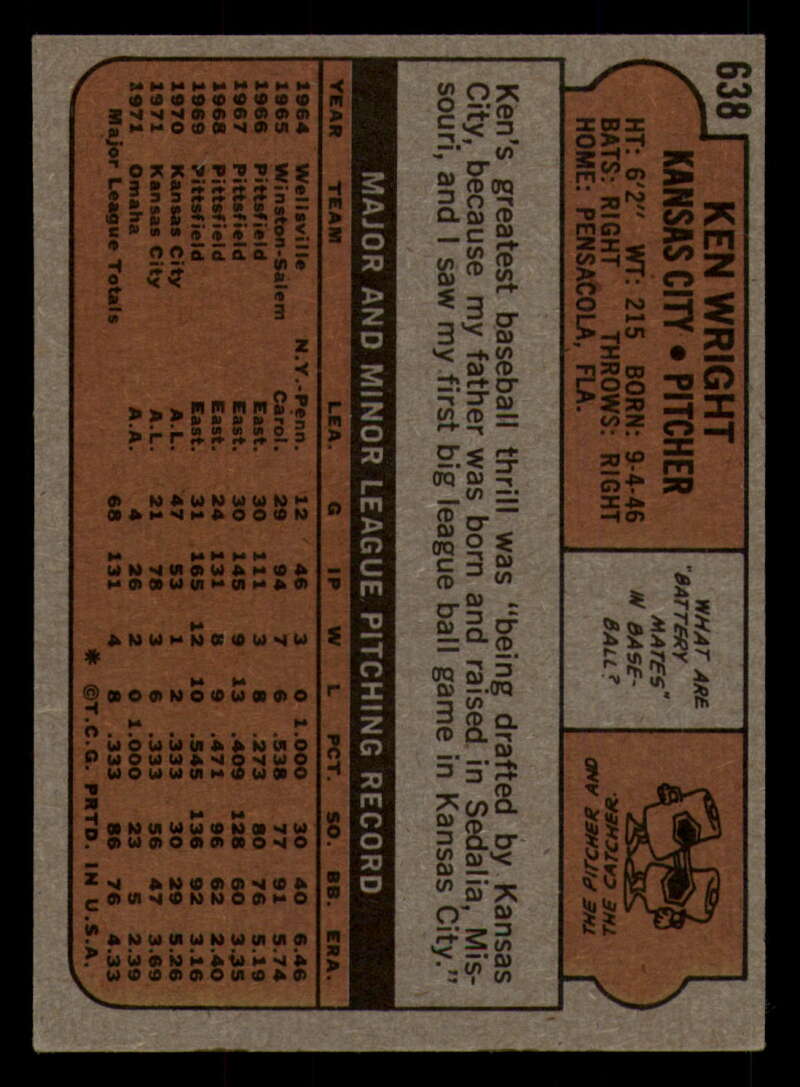 638
KEN WRIGHT
KANSAS CITY • PITCHER
HT: 6'2" WT: 215 BORN: 9-4-46
BATS: RIGHT THROWS: RIGHT
HOME: PENSACOLA, FLA.
WHAT ARE
"BATTERY
MATES"
IN BASE-
BALL?
THE PITCHER AND
THE CATCHER.
Ken's greatest baseball thrill was "being drafted by Kansas
City, because my father was born and raised in Sedalia, Mis-
souri, and I saw my first big league ball game in Kansas City."
MAJOR AND MINOR LEAGUE PITCHING RECORD
YEAR TEAM LEA. G IP W L PCT. SO. BB. ERA.
1964 Wellsville N.Y.-Penn. 12 46 3 0 1.000 30 40 6.46
1965 Winston-Salem Carol. 29 94 7 6 .538 77 91 5.74
1966 Pittsfield East. 30 111 3 8 .273 80 76 5.19
1967 Pittsfield East. 30 145 9 13 .409 128 60 3.35
1968 Pittsfield East. 24 131 8 9 .471 96 62 2.40
1969 Pittsfield East. 31 165 12 10 .545 136 92 3.16
1970 Kansas City A.L. 47 53 1 2 .333 30 29 5.26
1971 Kansas City A.L. 21 78 3 6 .333 56 47 3.69
1971 Omaha A.A. 4 26 2 0 1.000 23 5 2.39
Major League Totals 68 131 4 8 .333 86 76 4.33
* ©T.C.G. PRTD. IN U.S.A.